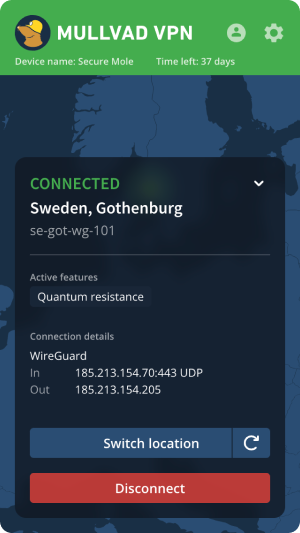 MULLVAD VPN
Device name: Secure Mole Time left: 37 days
CONNECTED
Sweden, Gothenburg
se-got-wg-101
Active features
Quantum resistance
Connection details
WireGuard
In 185.213.154.70:443 UDP
Out 185.213.154.205
Switch location
Disconnect